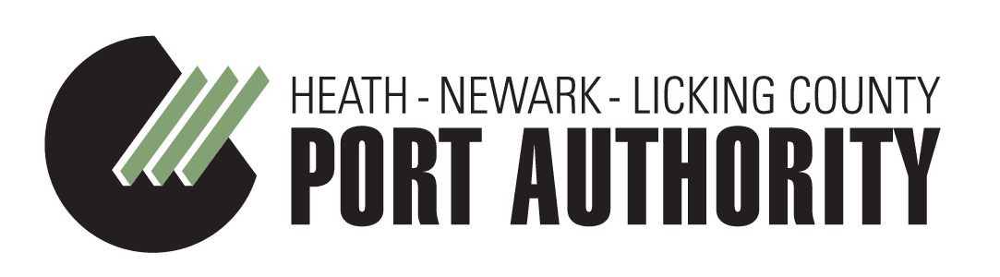 HEATH - NEWARK - LICKING COUNTY
PORT AUTHORITY